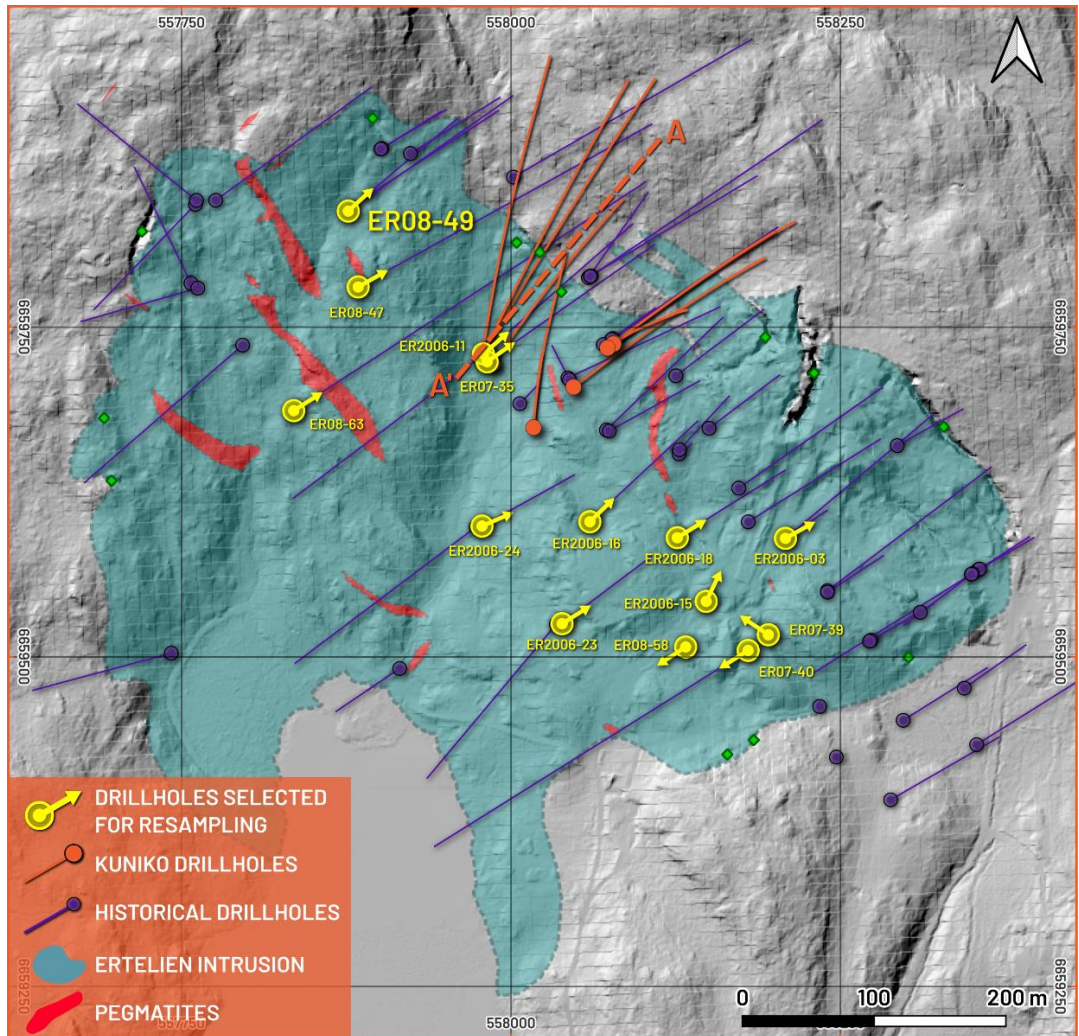 557750
558000
558250
A
ER08-49
ER08-47
6659750
6659750
ER2006-11
A'
ER07-35
ER08-63
ER2006-24
ER2006-16
ER2006-18
ER2006-03
ER2006-15
ER2006-23
ER08-58
ER07-39
ER07-40
6659500
6659500
DRILLHOLES SELECTED
FOR RESAMPLING
KUNIKO DRILLHOLES
HISTORICAL DRILLHOLES
ERTELIEN INTRUSION
PEGMATITES
6659250
6659250
0 100 200 m
557750
558000